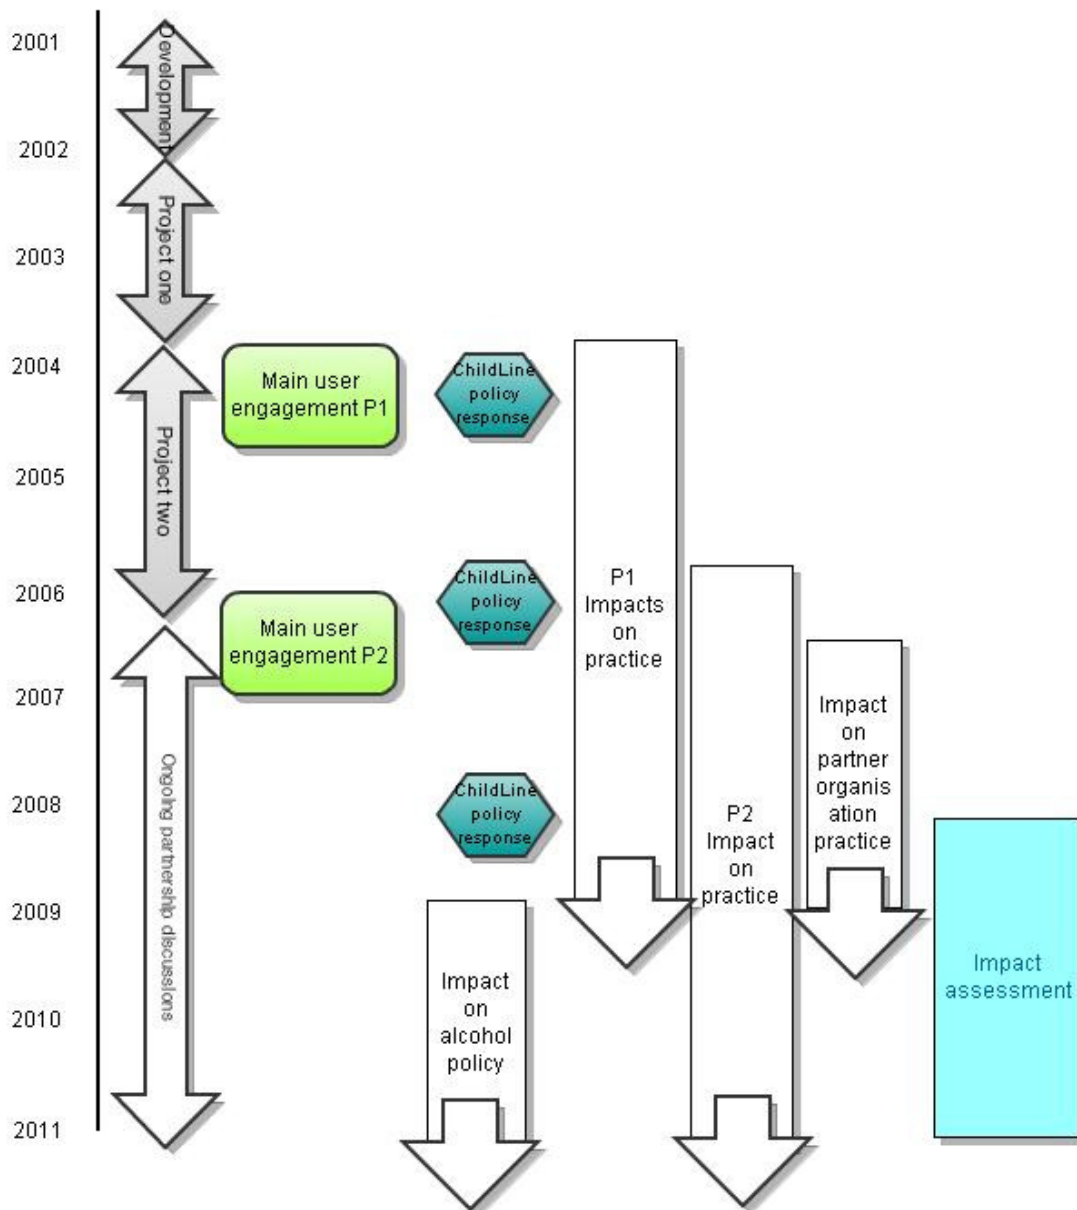 2001
2002
2003
2004
2005
2006
2007
2008
2009
2010
2011
Development
Project one
Project two
Ongoing partnership discussions
Main user
engagement P1
Main user
engagement P2
ChildLine
policy
response
ChildLine
policy
response
ChildLine
policy
response
Impact
on
alcohol
policy
P1
Impacts
on
practice
P2
Impact
on
practice
Impact
on
partner
organis
ation
practice
Impact
assessment